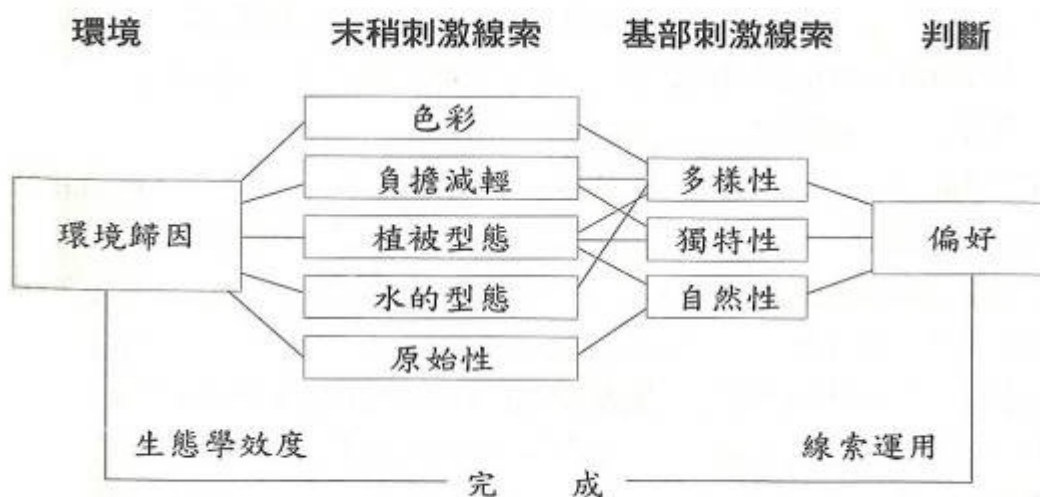 環境 末稍刺激線索 基部刺激線索 判斷
色彩
負擔減輕 多樣性
環境歸因 植被型態 獨特性 偏好
水的型態 自然性
原始性
生態學效度 線索運用
完 成